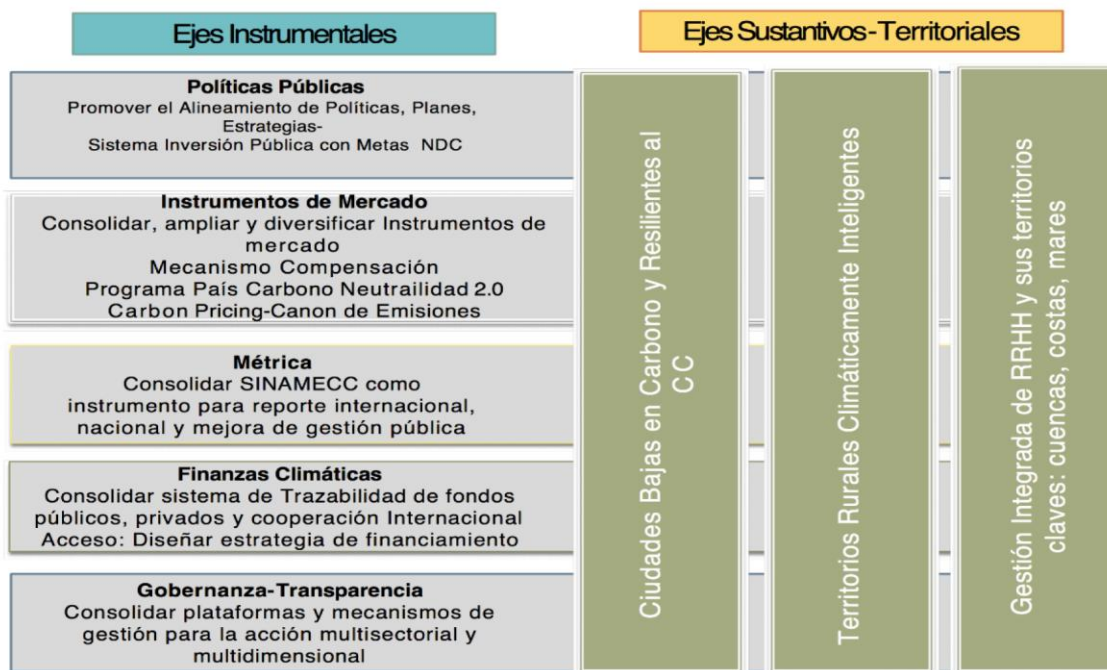 Ejes Instrumentales
Ejes Sustantivos-Territoriales
Políticas Públicas
Promover el Alineamiento de Políticas, Planes,
Estrategias-
Sistema Inversión Pública con Metas NDC
Instrumentos de Mercado
Consolidar, ampliar y diversificar Instrumentos de
mercado
Mecanismo Compensación
Programa País Carbono Neutrailidad 2.0
Carbon Pricing-Canon de Emisiones
Métrica
Consolidar SINAMECC como
instrumento para reporte internacional,
nacional y mejora de gestión pública
Finanzas Climáticas
Consolidar sistema de Trazabilidad de fondos
públicos, privados y cooperación Internacional
Acceso: Diseñar estrategia de financiamiento
Gobernanza-Transparencia
Consolidar plataformas y mecanismos de
gestión para la acción multisectorial y
multidimensional
Ciudades Bajas en Carbono y Resilientes al
CC
Territorios Rurales Climáticamente Inteligentes
Gestión Integrada de RRHH y sus territorios
claves: cuencas, costas, mares